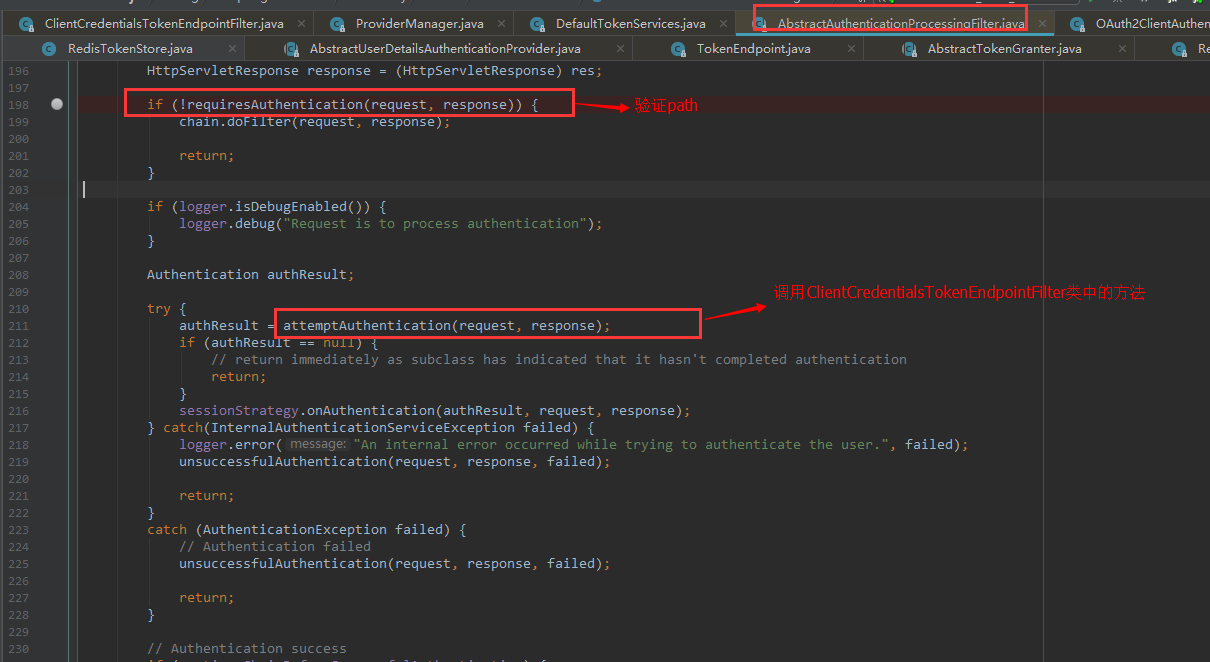 ClientCredentialsTokenEndpointFilter.java ProviderManager.java DefaultTokenServices.java AbstractAuthenticationProcessingFilter.java OAuth2ClientAuthen
RedisTokenStore.java AbstractUserDetailsAuthenticationProvider.java TokenEndpoint.java AbstractTokenGranter.java Re
196 HttpServletResponse response = (HttpServletResponse) res;
197
198 if (!requiresAuthentication(request, response)) { 验证path
199 chain.doFilter(request, response);
200
201 return;
202 }
203
204 if (logger.isDebugEnabled()) {
205 logger.debug("Request is to process authentication");
206 }
207
208 Authentication authResult;
209
调用ClientCredentialsTokenEndpointFilter类中的方法
210 try {
211 authResult = attemptAuthentication(request, response);
212 if (authResult == null) {
213 // return immediately as subclass has indicated that it hasn't completed authentication
214 return;
215 }
216 sessionStrategy.onAuthentication(authResult, request, response);
217 } catch(InternalAuthenticationServiceException failed) {
218 logger.error( message: "An internal error occurred while trying to authenticate the user.", failed);
219 unsuccessfulAuthentication(request, response, failed);
220
221 return;
222 }
223 catch (AuthenticationException failed) {
224 // Authentication failed
225 unsuccessfulAuthentication(request, response, failed);
226
227 return;
228 }
229
230 // Authentication success